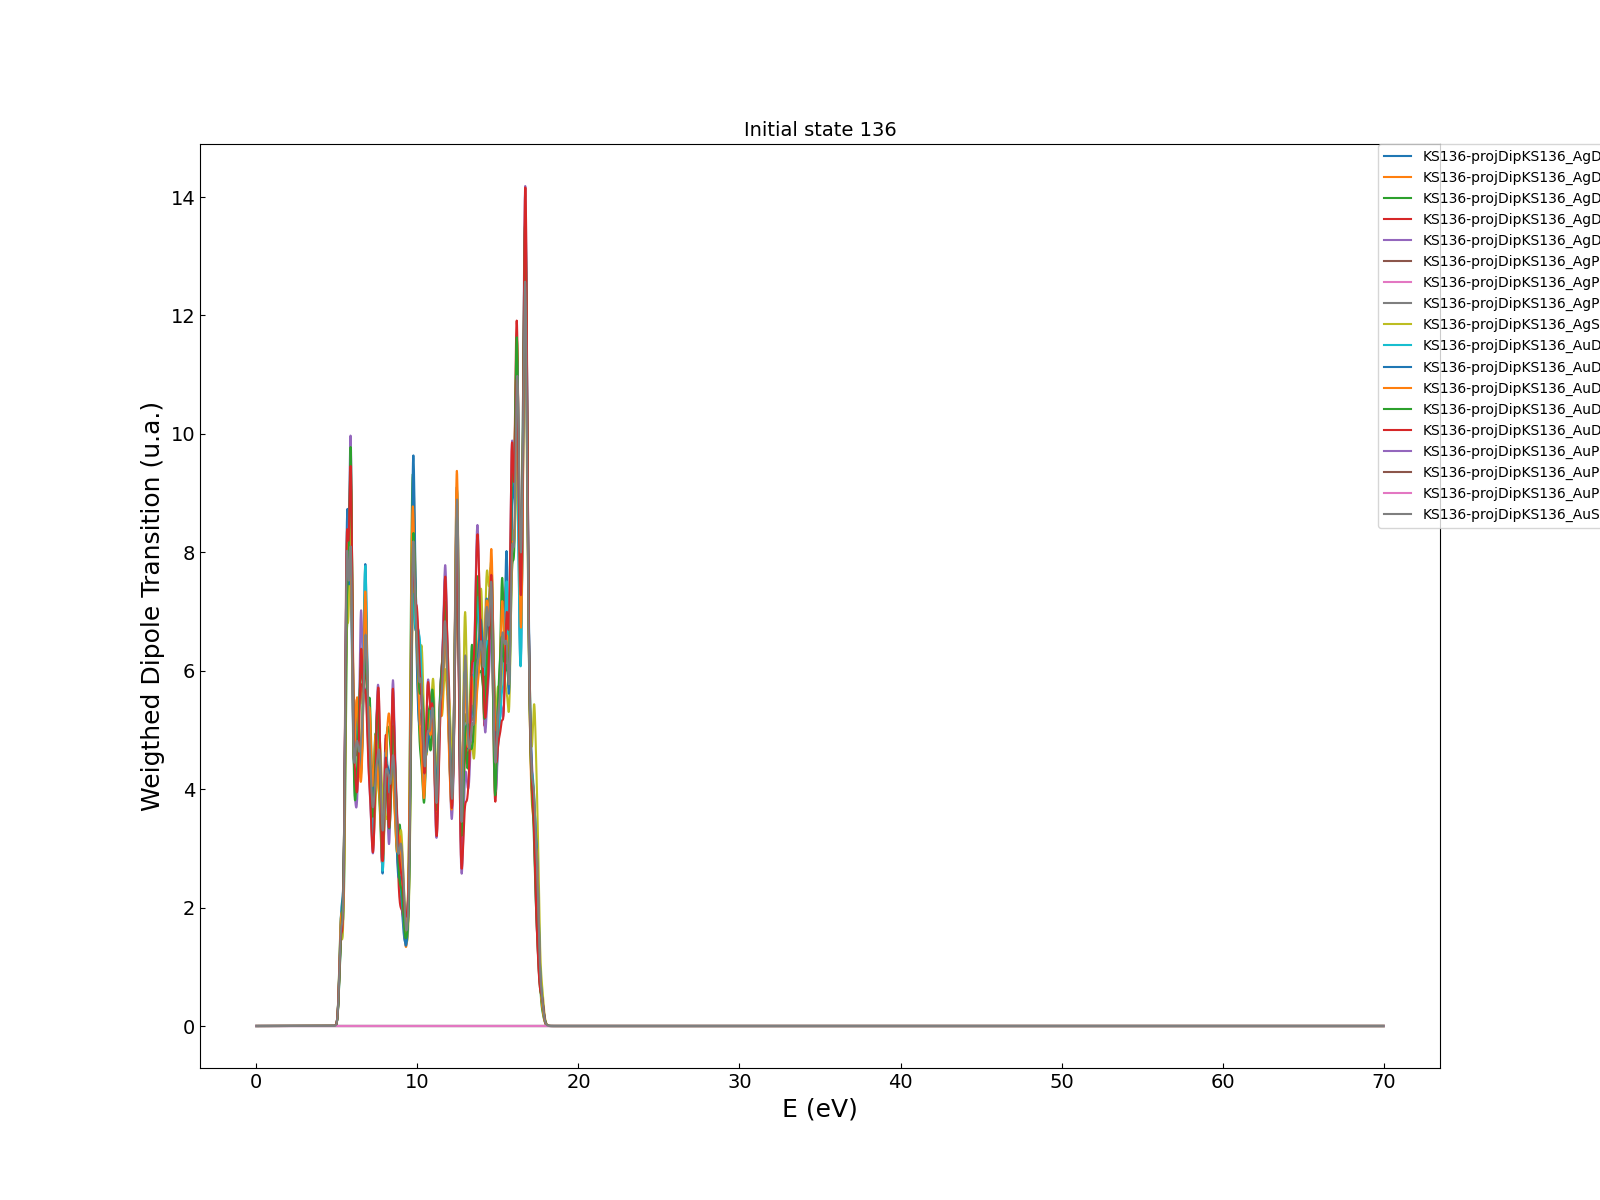 Initial state 136
Weigthed Dipole Transition (u.a.)
14
12
10
8
6
4
2
0
0 10 20 30 40 50 60 70
E (eV)
KS136-projDipKS136_AgD
KS136-projDipKS136_AgD
KS136-projDipKS136_AgD
KS136-projDipKS136_AgD
KS136-projDipKS136_AgD
KS136-projDipKS136_AgP
KS136-projDipKS136_AgP
KS136-projDipKS136_AgP
KS136-projDipKS136_AgS
KS136-projDipKS136_AuD
KS136-projDipKS136_AuD
KS136-projDipKS136_AuD
KS136-projDipKS136_AuD
KS136-projDipKS136_AuD
KS136-projDipKS136_AuP
KS136-projDipKS136_AuP
KS136-projDipKS136_AuP
KS136-projDipKS136_AuS